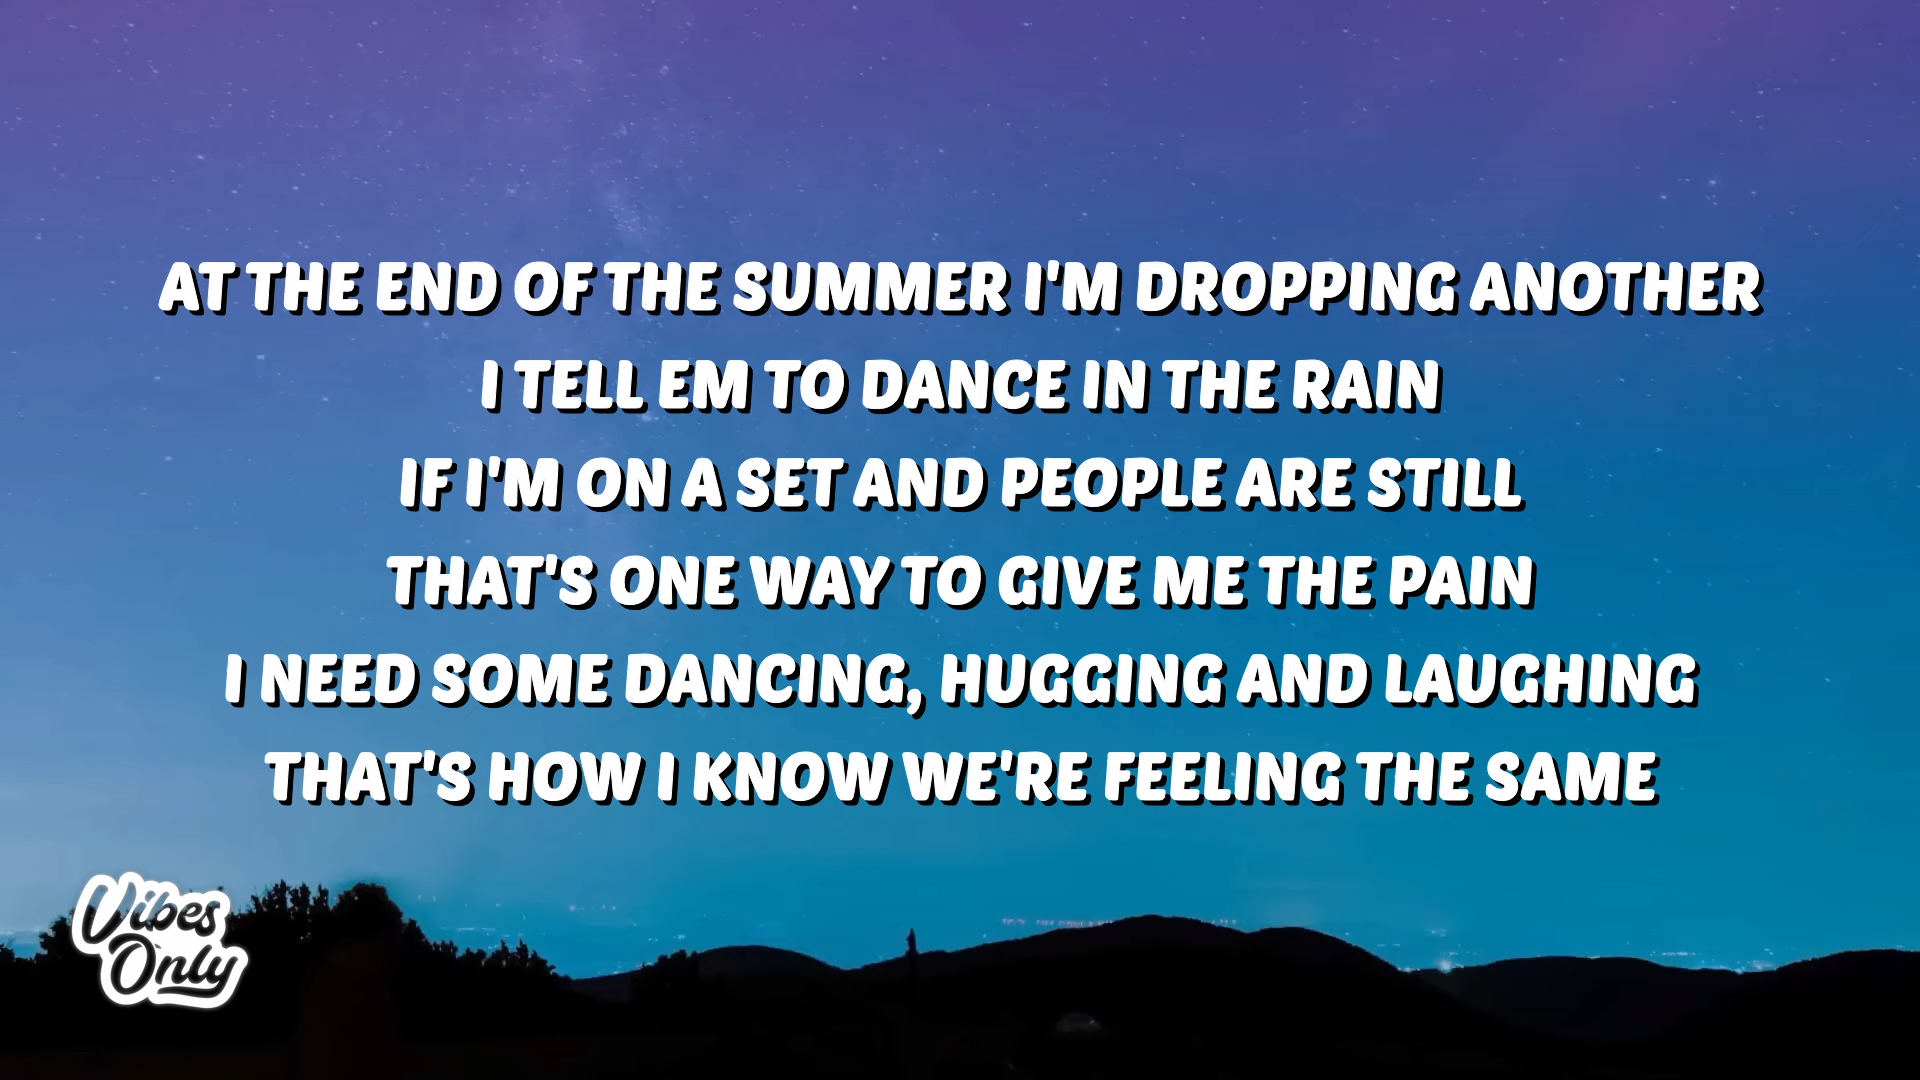 AT THE END OF THE SUMMER I'M DROPPING ANOTHER
I TELL EM TO DANCE IN THE RAIN
IF I'M ON A SET AND PEOPLE ARE STILL
THAT'S ONE WAY TO GIVE ME THE PAIN
I NEED SOME DANCING, HUGGING AND LAUGHING
THAT'S HOW I KNOW WE'RE FEELING THE SAME
Vibes
Only